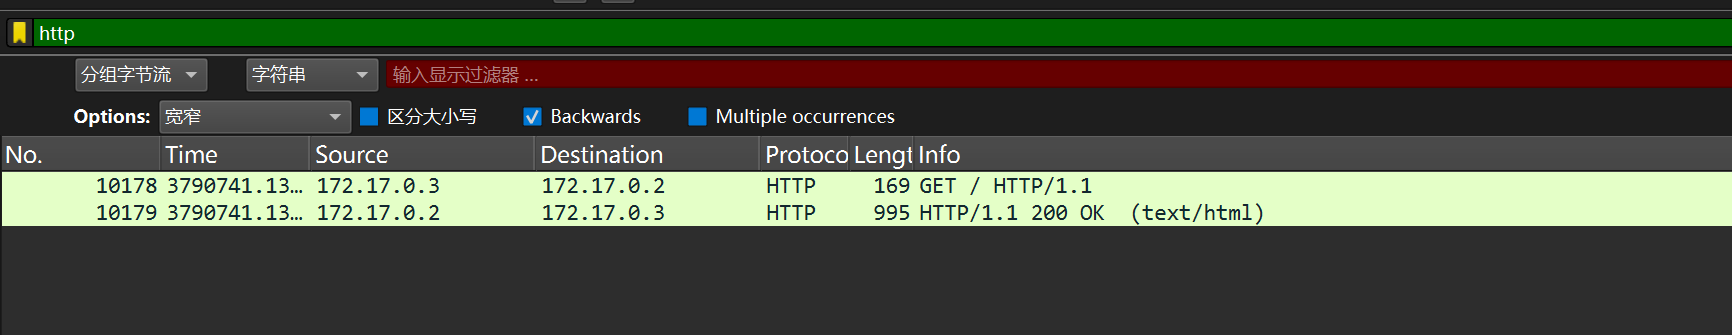 http
分组字节流 字符串 输入显示过滤器 ...
Options: 宽窄 区分大小写 Backwards Multiple occurrences
No. Time Source Destination Protoco Lengt Info
10178 3790741.13… 172.17.0.3 172.17.0.2 HTTP 169 GET / HTTP/1.1
10179 3790741.13… 172.17.0.2 172.17.0.3 HTTP 995 HTTP/1.1 200 OK (text/html)